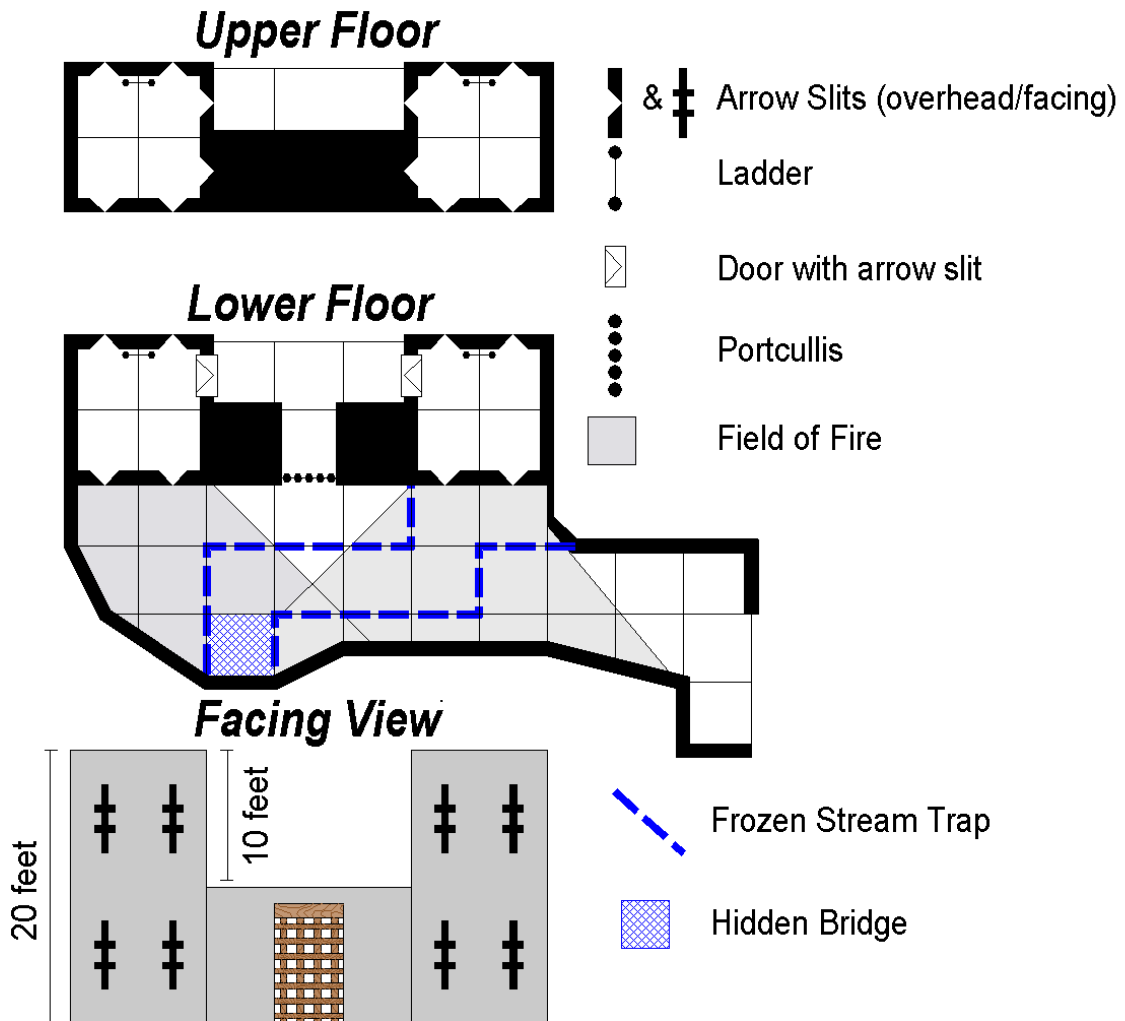 Upper Floor
& Arrow Slits (overhead/facing)
Ladder
Door with arrow slit
Lower Floor
Portcullis
Field of Fire
Facing View
20 feet
10 feet
Frozen Stream Trap
Hidden Bridge